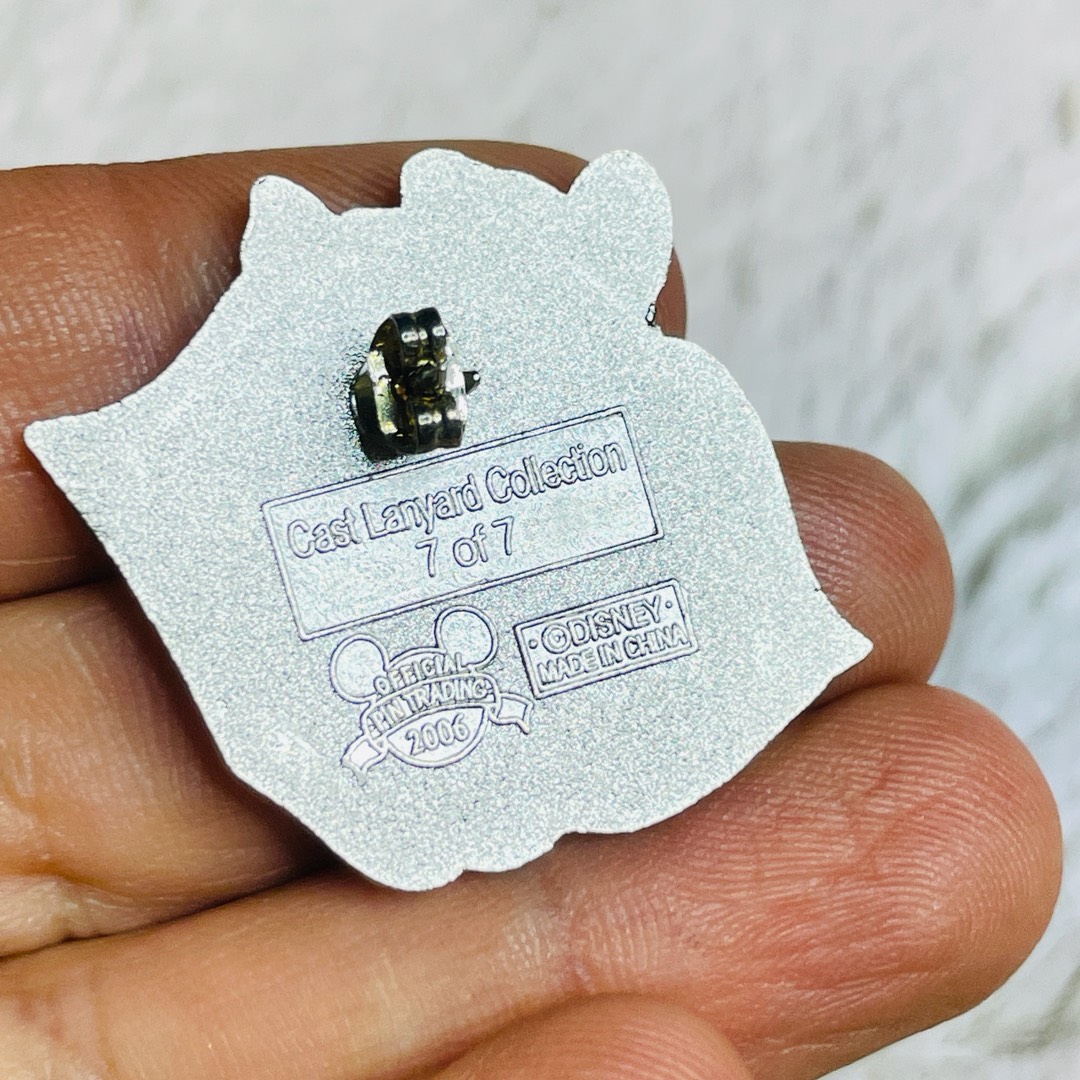 Cast Lanyard Collection
7 of 7
OFFICIAL
PIN TRADING
2006
·©DISNEY·
MADE IN CHINA